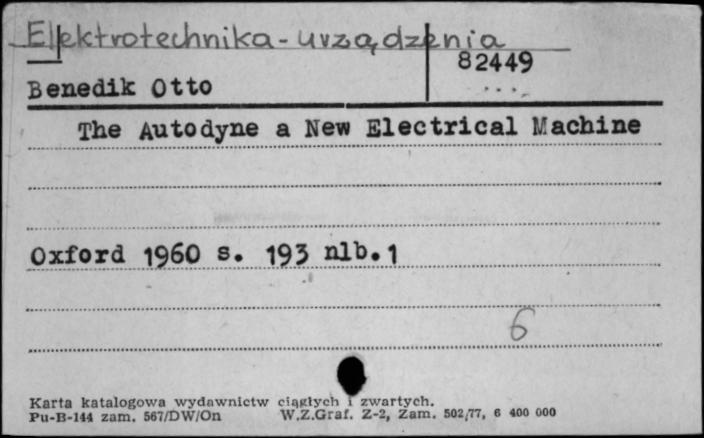 Elektrotechnika - urządzenia
82449
Benedik Otto
The Autodyne a New Electrical Machine
Oxford 1960 s. 193 nlb. 1
6
Karta katalogowa wydawnictw ciągłych i zwartych.
Pu-B-144 zam. 567/DW/On W.Z.Graf. Z-2, Zam. 502/77, 6 400 000